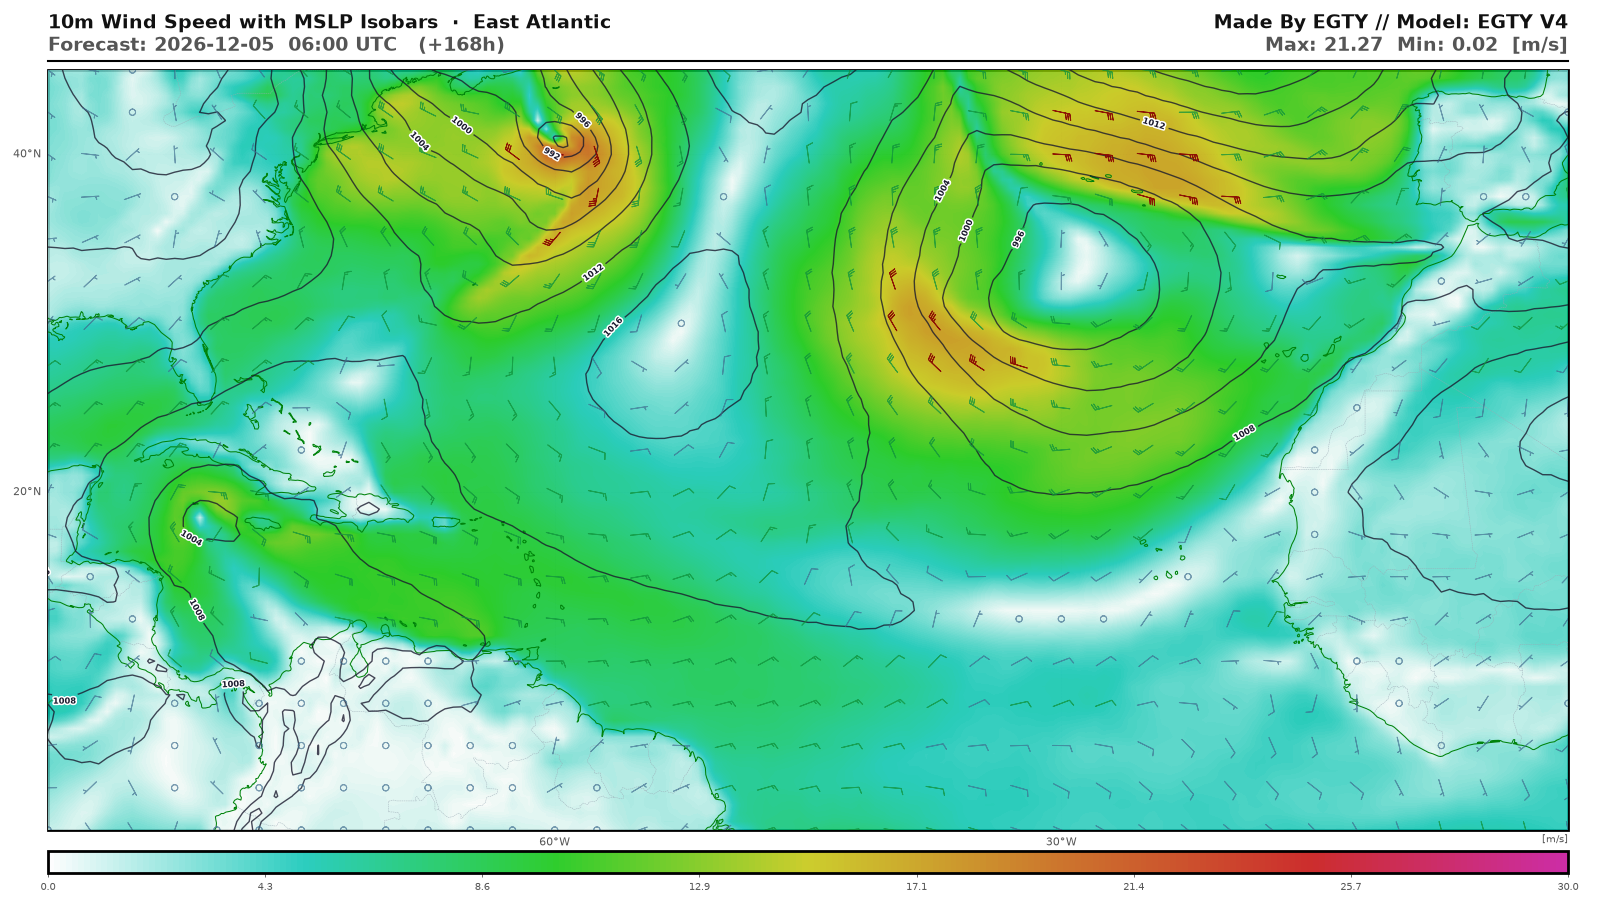 10m Wind Speed with MSLP Isobars · East Atlantic
Made By EGTY // Model: EGTY V4
Forecast: 2026-12-05 06:00 UTC (+168h)
Max: 21.27 Min: 0.02 [m/s]
996
1000
1012
1004
992
40°N
1004
1000
996
1012
1016
1008
20°N
1004
1008
1008
1008
60°W
30°W
[m/s]
0.0
4.3
8.6
12.9
17.1
21.4
25.7
30.0